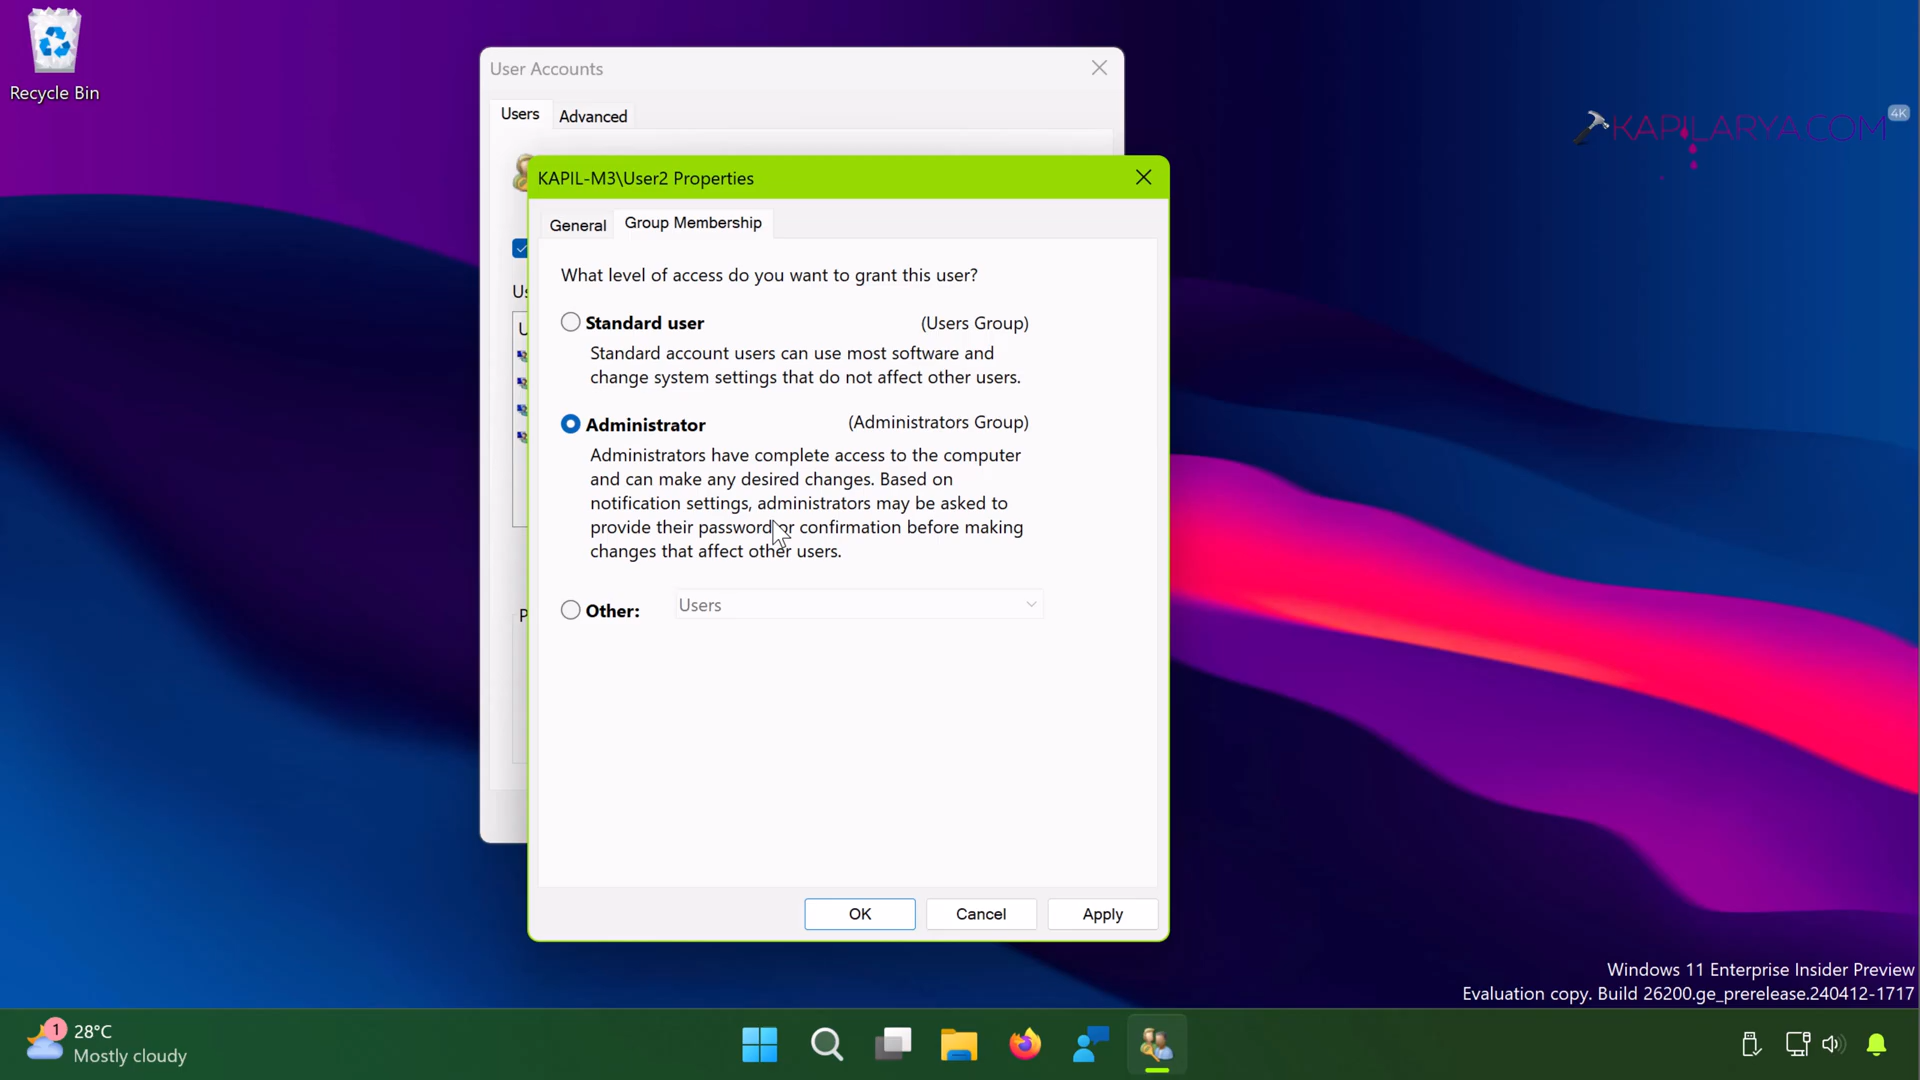 Recycle Bin
User Accounts
Users
Advanced
KAPILARYA.COM
4K
KAPIL-M3\User2 Properties
General
Group Membership
What level of access do you want to grant this user?
Standard user
(Users Group)
Standard account users can use most software and
change system settings that do not affect other users.
Administrator
(Administrators Group)
Administrators have complete access to the computer
and can make any desired changes. Based on
notification settings, administrators may be asked to
provide their password or confirmation before making
changes that affect other users.
Other:
Users
OK
Cancel
Apply
Windows 11 Enterprise Insider Preview
Evaluation copy. Build 26200.ge_prerelease.240412-1717
1
28°C
Mostly cloudy